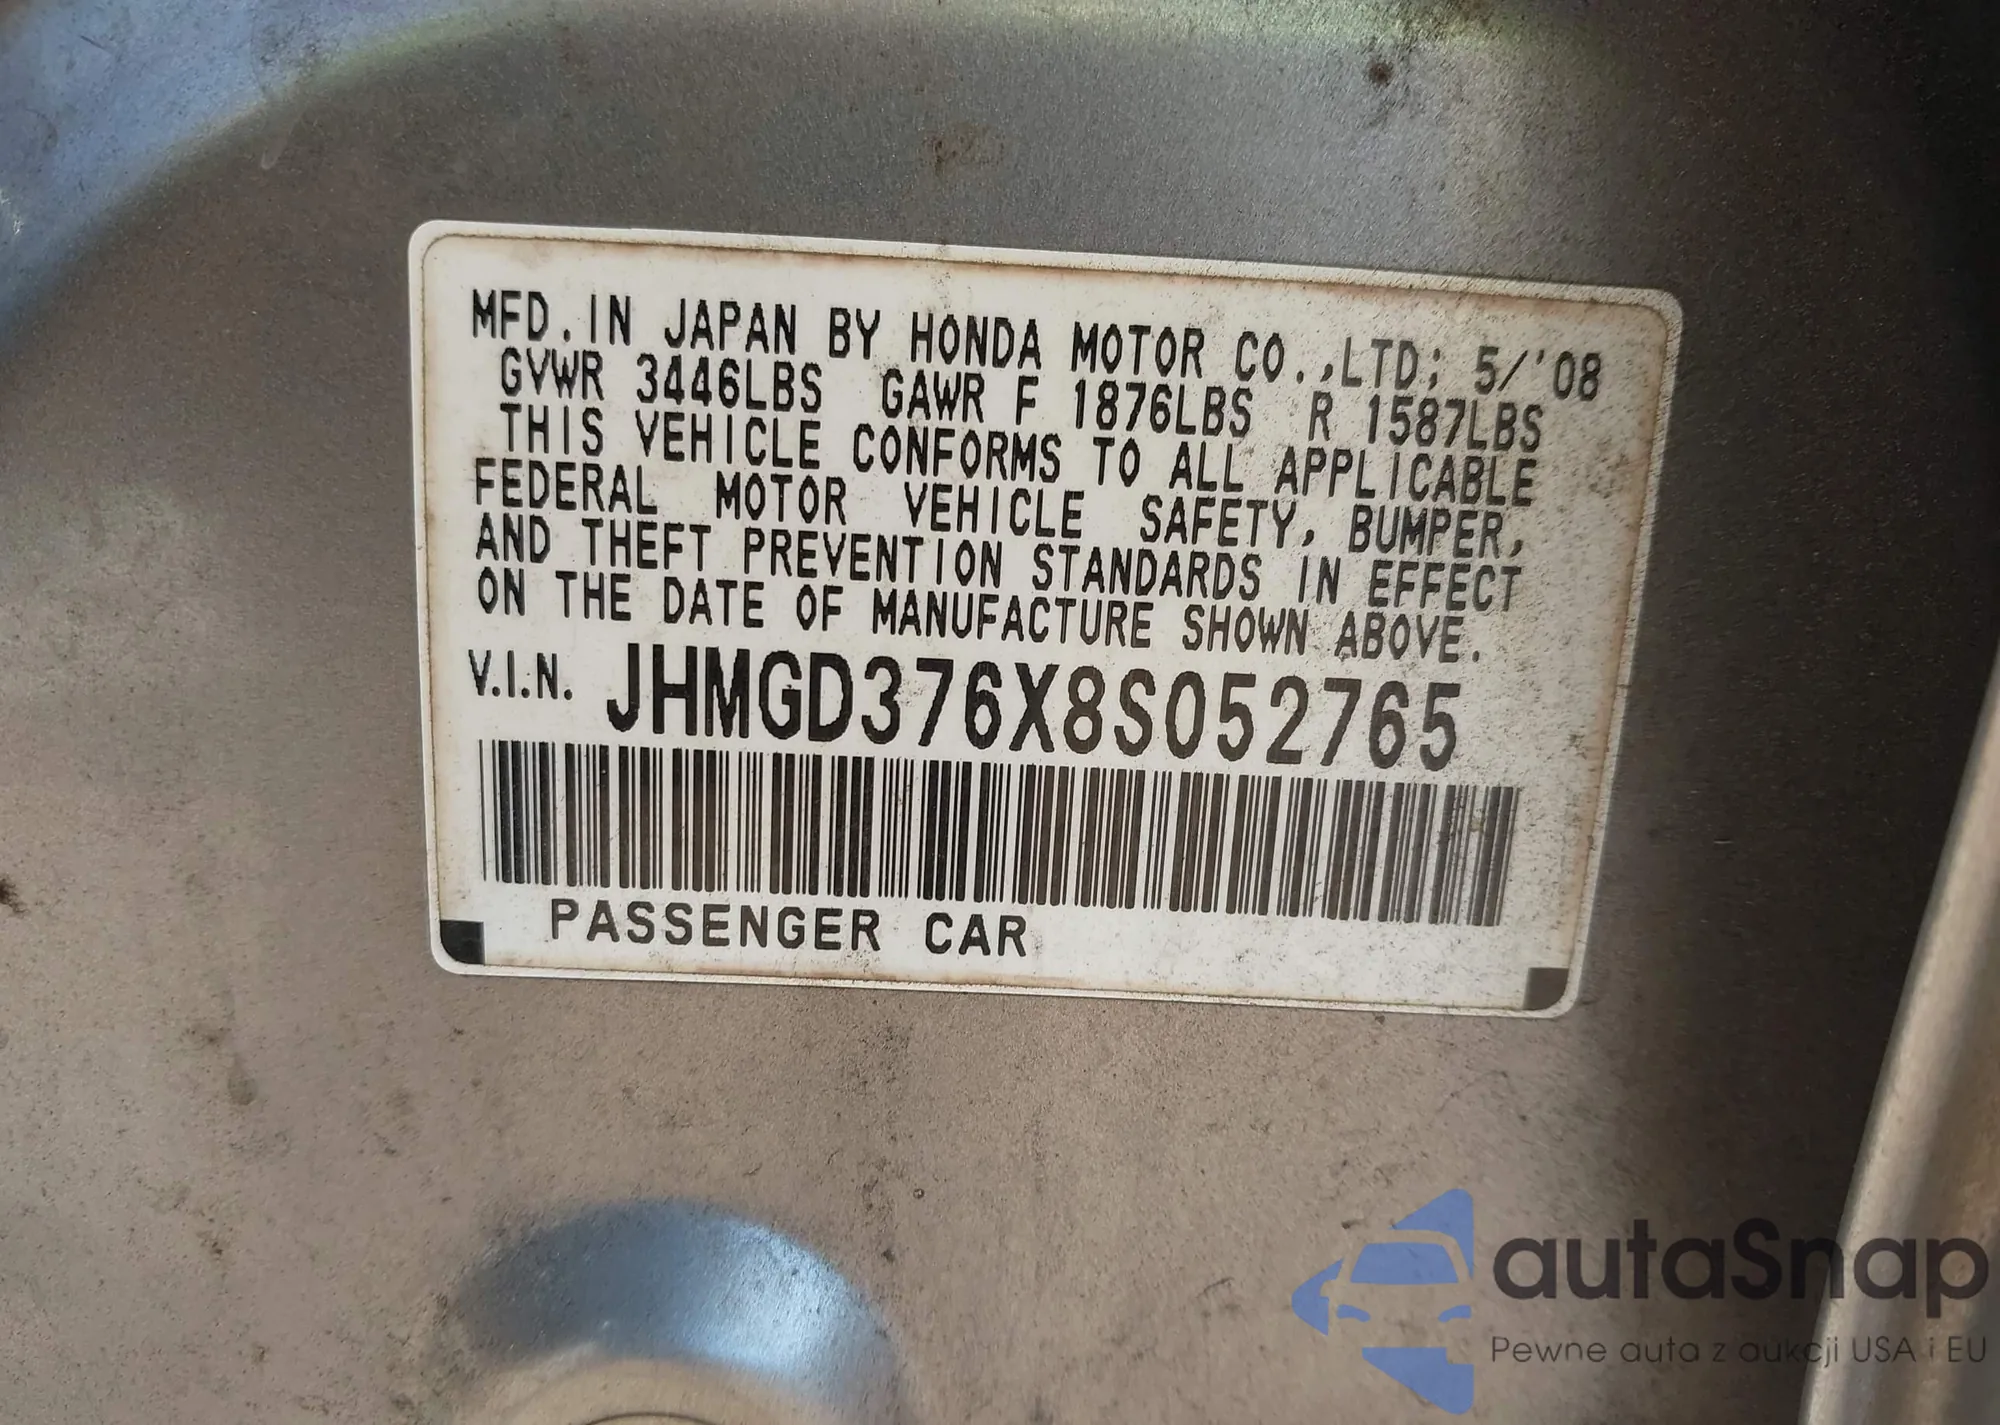 MFD. IN JAPAN BY HONDA MOTOR CO.,LTD; 5/'08
GVWR 3446LBS GAWR F 1876LBS R 1587LBS
THIS VEHICLE CONFORMS TO ALL APPLICABLE
FEDERAL MOTOR VEHICLE SAFETY, BUMPER,
AND THEFT PREVENTION STANDARDS IN EFFECT
ON THE DATE OF MANUFACTURE SHOWN ABOVE.
V.I.N. JHMGD376X8S052765
PASSENGER CAR
autaSnap
Pewne auta z aukcji USA i EU